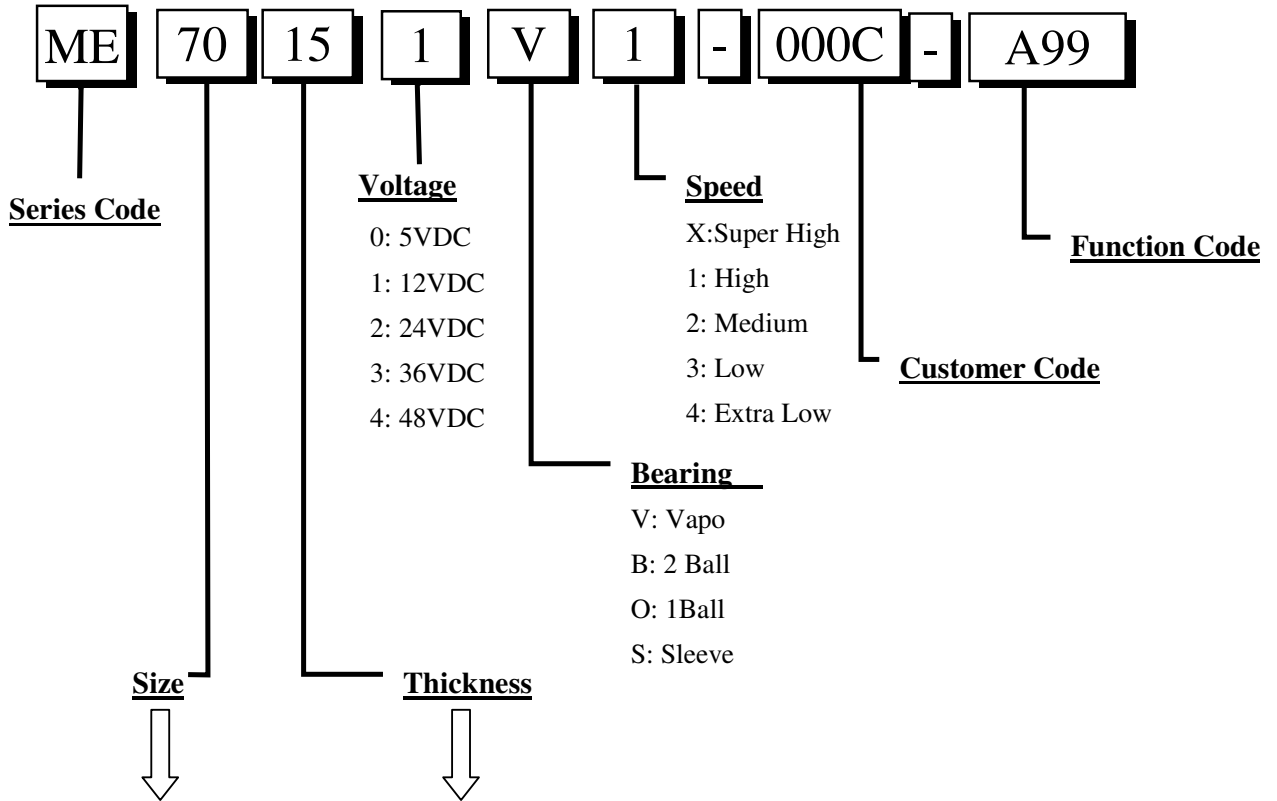 ME 70 15 1 V 1 - 000C - A99
Series Code
Voltage
0: 5VDC
1: 12VDC
2: 24VDC
3: 36VDC
4: 48VDC
Speed
X:Super High
1: High
2: Medium
3: Low
4: Extra Low
Function Code
Customer Code
Bearing
V: Vapo
B: 2 Ball
O: 1Ball
S: Sleeve
Size
Thickness